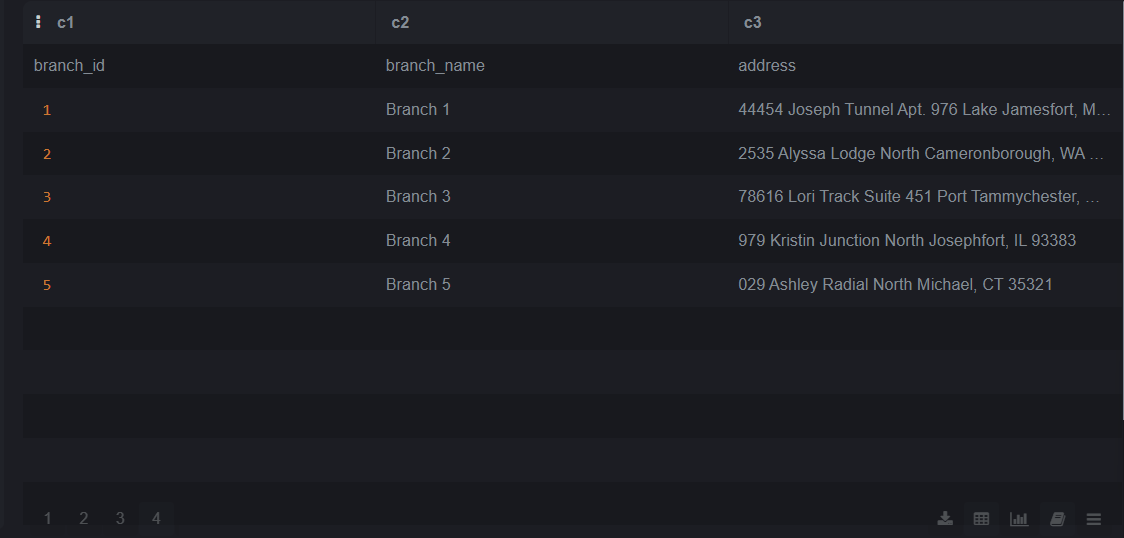 c1 c2 c3
branch_id branch_name address
1 Branch 1 44454 Joseph Tunnel Apt. 976 Lake Jamesfort, M...
2 Branch 2 2535 Alyssa Lodge North Cameronborough, WA ...
3 Branch 3 78616 Lori Track Suite 451 Port Tammychester, ...
4 Branch 4 979 Kristin Junction North Josephfort, IL 93383
5 Branch 5 029 Ashley Radial North Michael, CT 35321
1 2 3 4